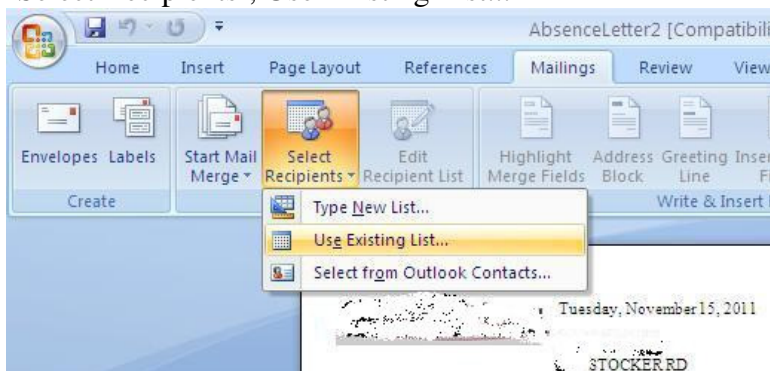 AbsenceLetter2 [Compatibili
Home Insert Page Layout References Mailings Review View
Envelopes Labels Start Mail Merge Select Recipients Edit Recipient List Highlight Merge Fields Address Block Greeting Line Inser
Create Write & Insert
Type New List...
Use Existing List...
Select from Outlook Contacts...
Tuesday, November 15, 2011
STOCKER RD